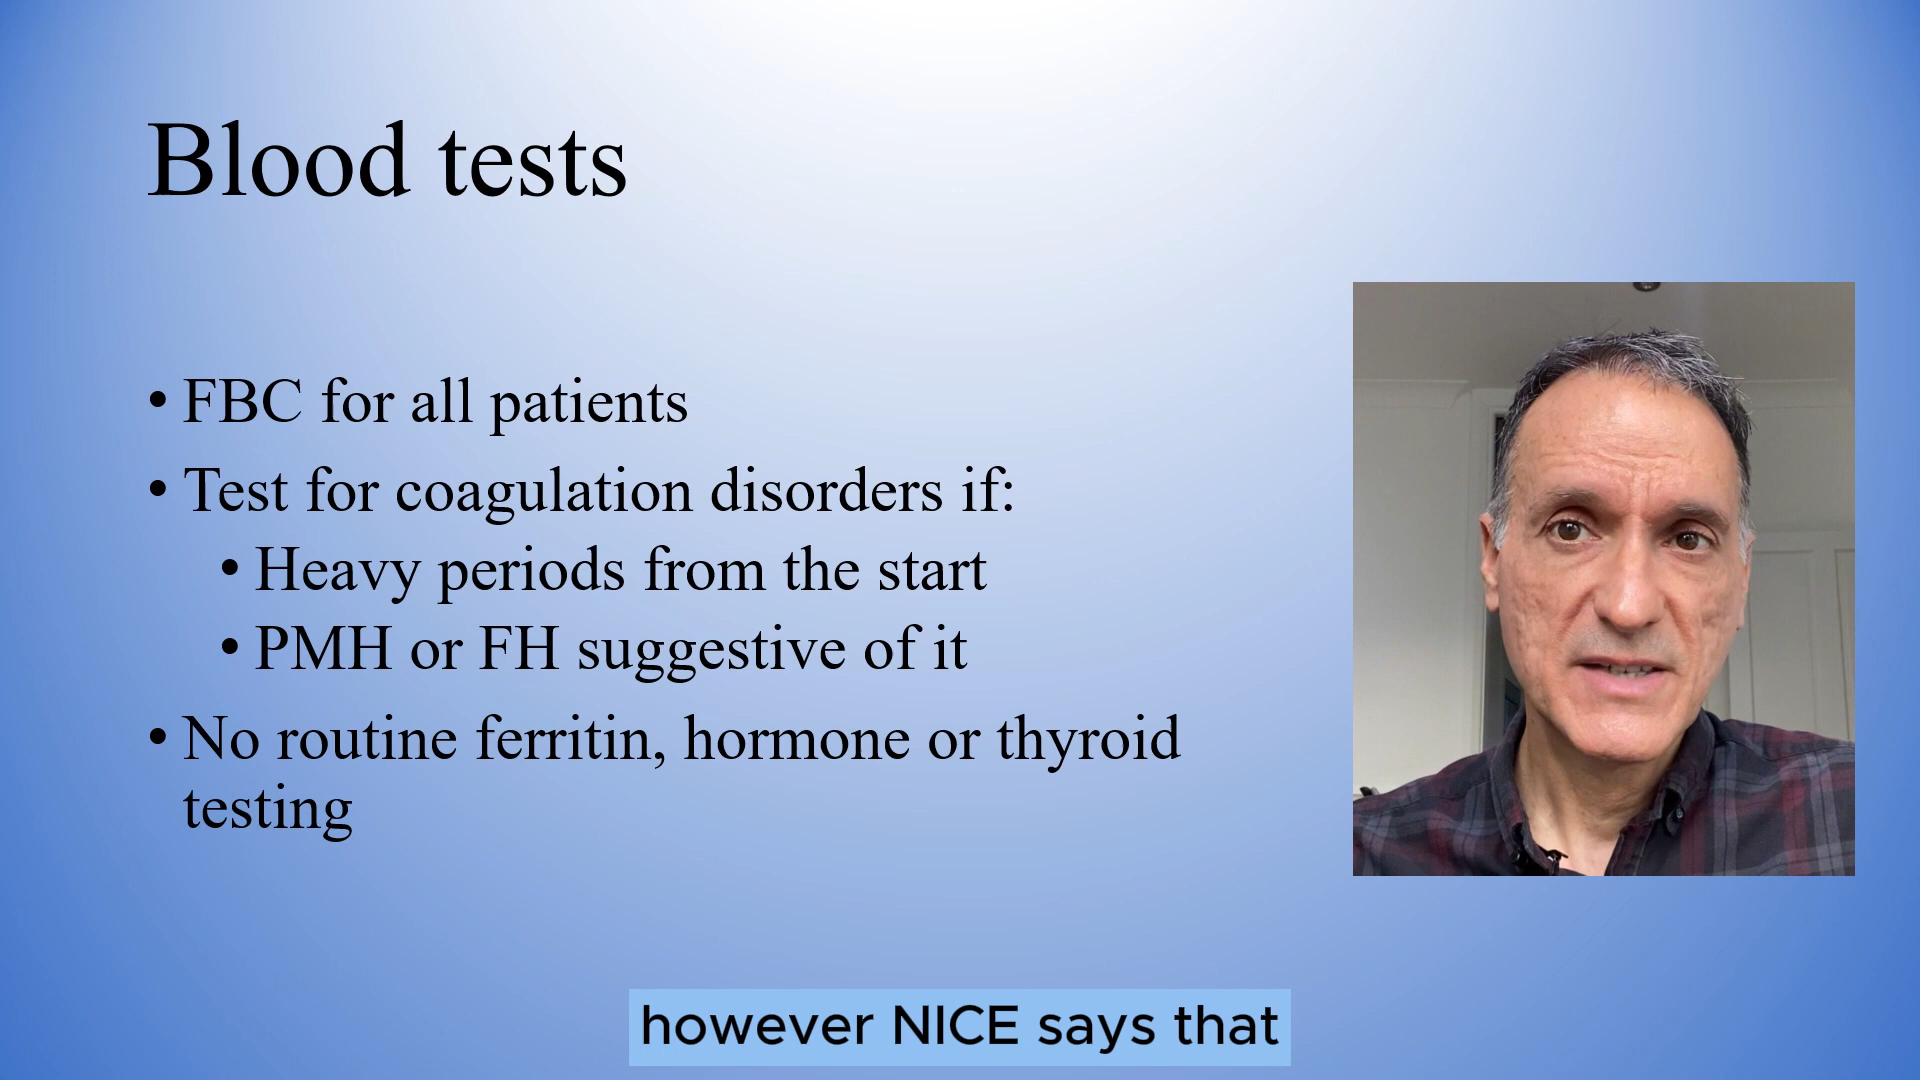 Blood tests
• FBC for all patients
• Test for coagulation disorders if:
• Heavy periods from the start
• PMH or FH suggestive of it
• No routine ferritin, hormone or thyroid
testing
however NICE says that